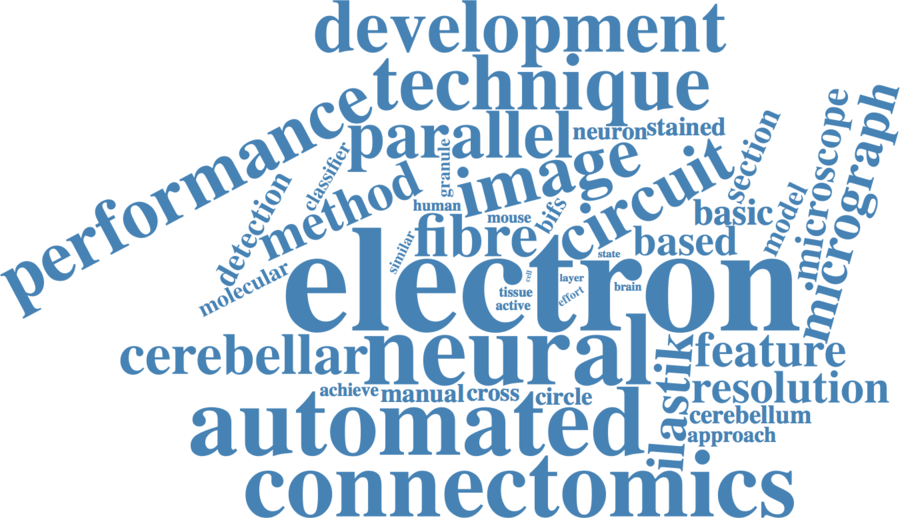 development
technique
performance
parallel
neuron
stained
section
microscope
micrograph
classifier
granule
image
circuit
detection
method
human
mouse
bifs
basic
model
molecular
similar
fibre
state
based
electron
cell
layer
tissue
effort
brain
active
cerebellar
neural
feature
ilastik
resolution
achieve
manual
cross
circle
cerebellum
automated
approach
connectomics